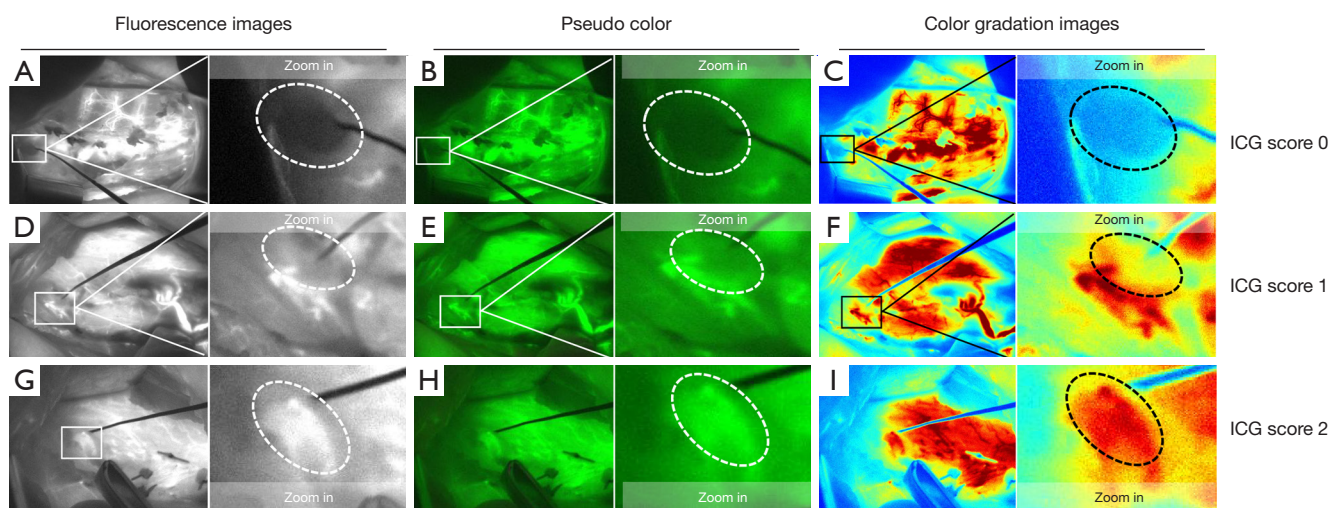 Fluorescence images
Pseudo color
Color gradation images
A
Zoom in
B
Zoom in
C
Zoom in
ICG score 0
D
Zoom in
E
Zoom in
F
Zoom in
ICG score 1
G
Zoom in
H
Zoom in
I
Zoom in
ICG score 2